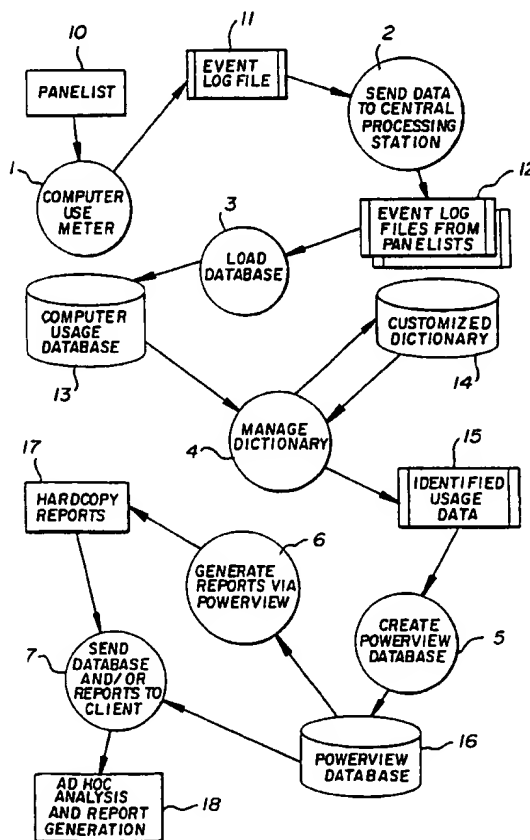 10
PANELIST
11
EVENT
LOG FILE
2
SEND DATA
TO CENTRAL
PROCESSING
STATION
1
COMPUTER
USE
METER
12
EVENT LOG
FILES FROM
PANELISTS
3
LOAD
DATABASE
COMPUTER
USAGE
DATABASE
13
CUSTOMIZED
DICTIONARY
14
MANAGE
DICTIONARY
4
15
IDENTIFIED
USAGE
DATA
17
HARDCOPY
REPORTS
6
GENERATE
REPORTS VIA
POWERVIEW
CREATE
POWERVIEW
DATABASE
5
7
SEND
DATABASE
AND/OR
REPORTS TO
CLIENT
POWERVIEW
DATABASE
16
AD HOC
ANALYSIS
AND REPORT
GENERATION
18